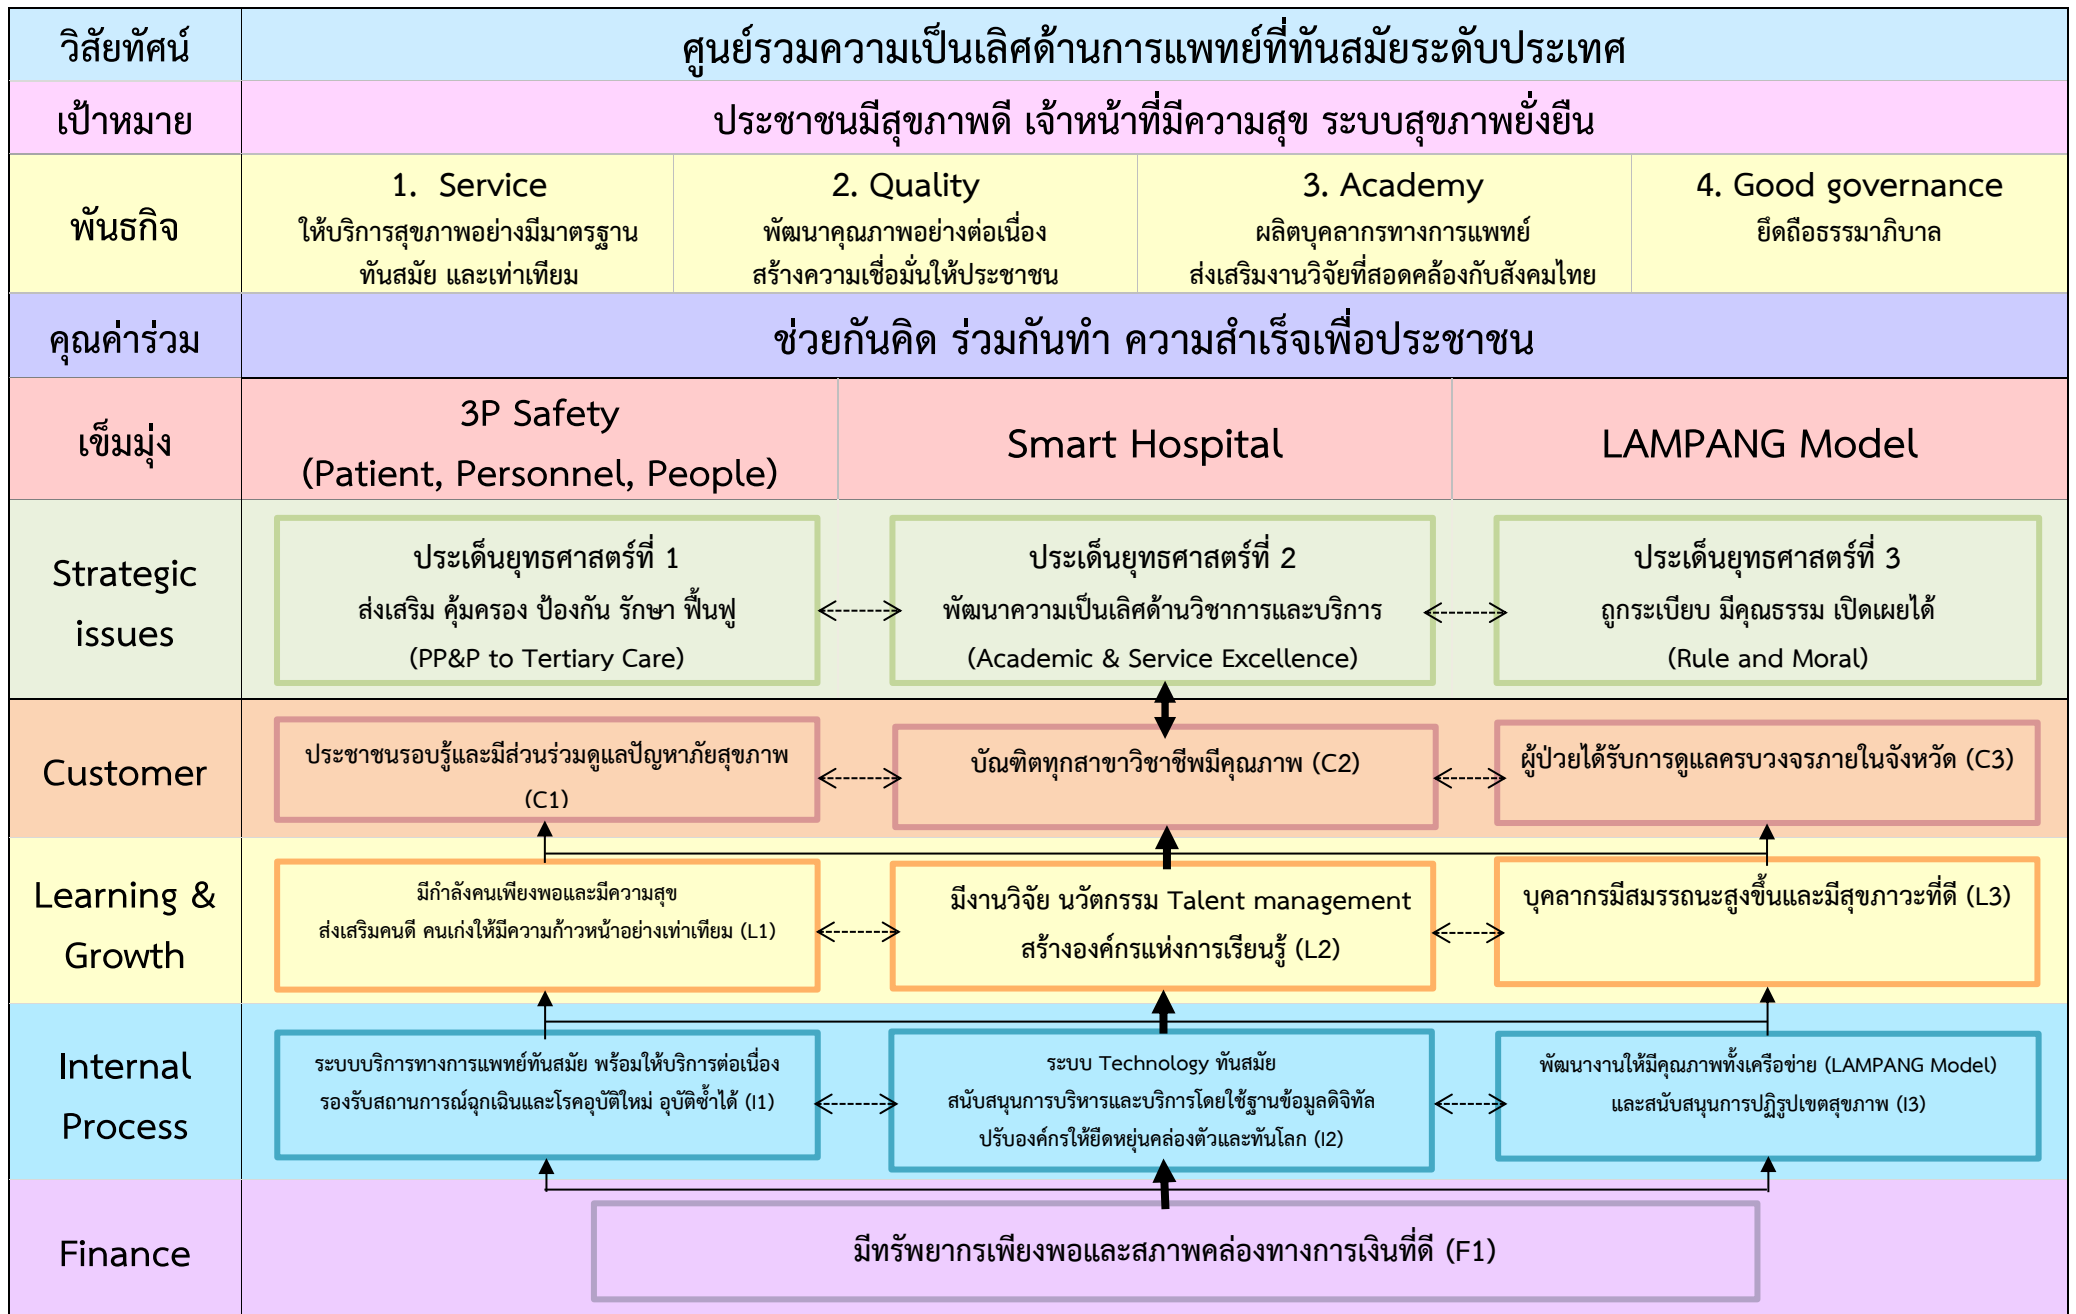 วิสัยทัศน์
ศูนย์รวมความเป็นเลิศด้านการแพทย์ที่ทันสมัยระดับประเทศ
เป้าหมาย
ประชาชนมีสุขภาพดี เจ้าหน้าที่มีความสุข ระบบสุขภาพยั่งยืน
พันธกิจ
1. Service
ให้บริการสุขภาพอย่างมีมาตรฐาน
ทันสมัย และเท่าเทียม
2. Quality
พัฒนาคุณภาพอย่างต่อเนื่อง
สร้างความเชื่อมั่นให้ประชาชน
3. Academy
ผลิตบุคลากรทางการแพทย์
ส่งเสริมงานวิจัยที่สอดคล้องกับสังคมไทย
4. Good governance
ยึดถือธรรมาภิบาล
คุณค่าร่วม
ช่วยกันคิด ร่วมกันทำ ความสำเร็จเพื่อประชาชน
เข็มมุ่ง
3P Safety
(Patient, Personnel, People)
Smart Hospital
LAMPANG Model
Strategic
issues
ประเด็นยุทธศาสตร์ที่ 1
ส่งเสริม คุ้มครอง ป้องกัน รักษา ฟื้นฟู
(PP&P to Tertiary Care)
ประเด็นยุทธศาสตร์ที่ 2
พัฒนาความเป็นเลิศด้านวิชาการและบริการ
(Academic & Service Excellence)
ประเด็นยุทธศาสตร์ที่ 3
ถูกระเบียบ มีคุณธรรม เปิดเผยได้
(Rule and Moral)
Customer
ประชาชนรอบรู้และมีส่วนร่วมดูแลปัญหาภัยสุขภาพ
(C1)
บัณฑิตทุกสาขาวิชาชีพมีคุณภาพ (C2)
ผู้ป่วยได้รับการดูแลครบวงจรภายในจังหวัด (C3)
Learning &
Growth
มีกำลังคนเพียงพอและมีความสุข
ส่งเสริมคนดี คนเก่งให้มีความก้าวหน้าอย่างเท่าเทียม (L1)
มีงานวิจัย นวัตกรรม Talent management
สร้างองค์กรแห่งการเรียนรู้ (L2)
บุคลากรมีสมรรถนะสูงขึ้นและมีสุขภาวะที่ดี (L3)
Internal
Process
ระบบบริการทางการแพทย์ทันสมัย พร้อมให้บริการต่อเนื่อง
รองรับสถานการณ์ฉุกเฉินและโรคอุบัติใหม่ อุบัติซ้ำได้ (I1)
ระบบ Technology ทันสมัย
สนับสนุนการบริหารและบริการโดยใช้ฐานข้อมูลดิจิทัล
ปรับองค์กรให้ยืดหยุ่นคล่องตัวและทันโลก (I2)
พัฒนางานให้มีคุณภาพทั้งเครือข่าย (LAMPANG Model)
และสนับสนุนการปฏิรูปเขตสุขภาพ (I3)
Finance
มีทรัพยากรเพียงพอและสภาพคล่องทางการเงินที่ดี (F1)